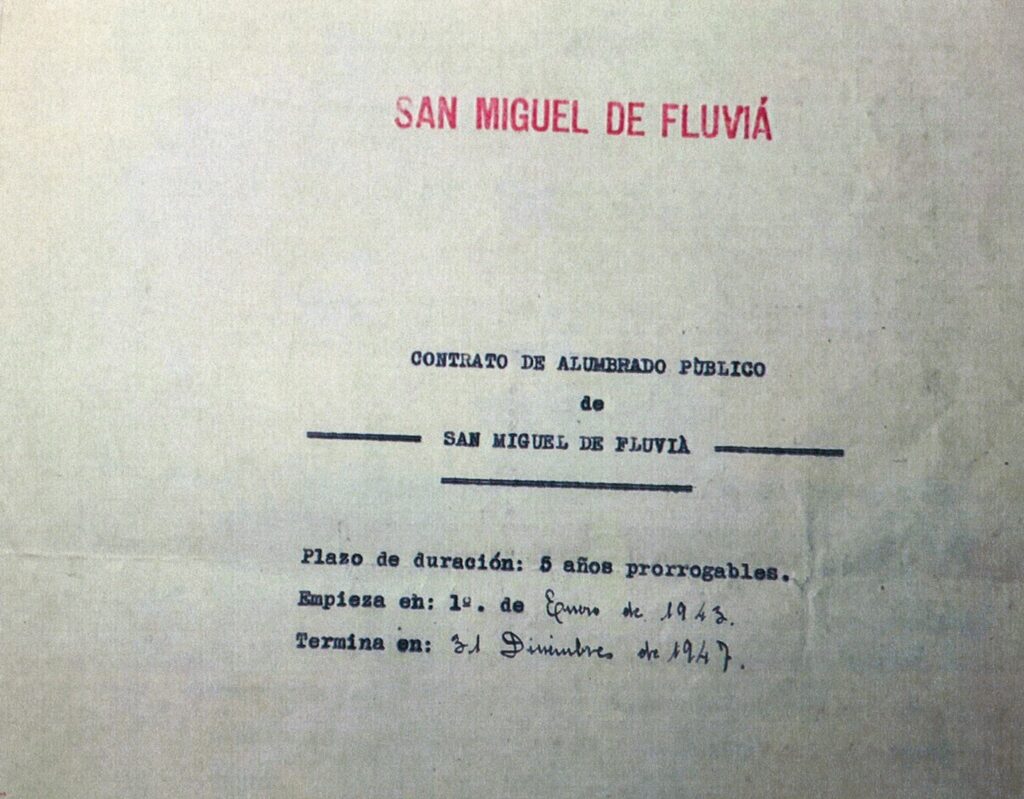 SAN MIGUEL DE FLUVIÁ
CONTRATO DE ALUMBRADO PÙBLICO
de
SAN MIGUEL DE FLUVIÀ
Plazo de duración: 5 años prorrogables.
Empieza en: 1º. de Enero de 1943.
Termina en: 31 Diciembre de 1947.